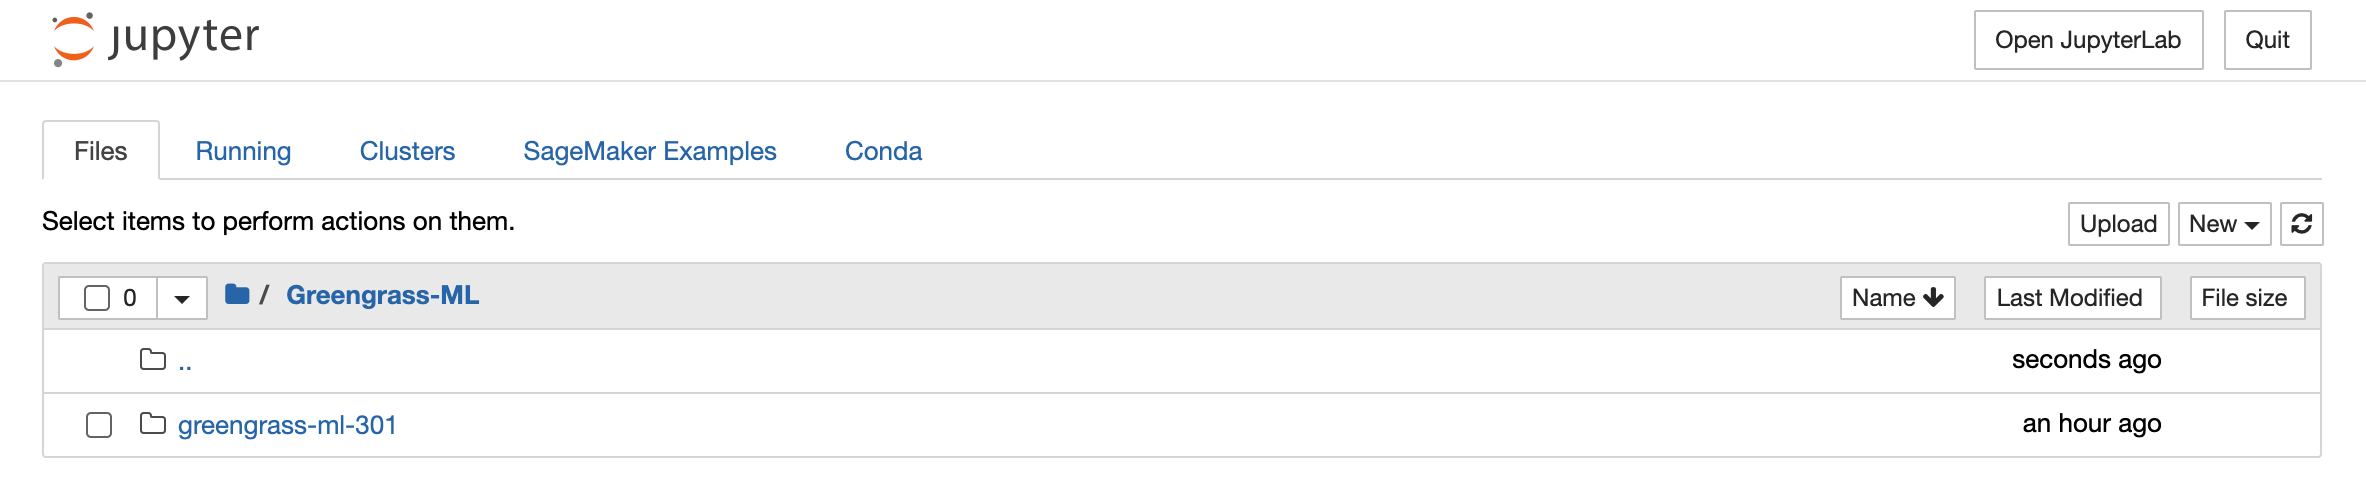 jupyter
Open JupyterLab
Quit
Files
Running
Clusters
SageMaker Examples
Conda
Select items to perform actions on them.
Upload
New
0
/ Greengrass-ML
Name
Last Modified
File size
..
seconds ago
greengrass-ml-301
an hour ago